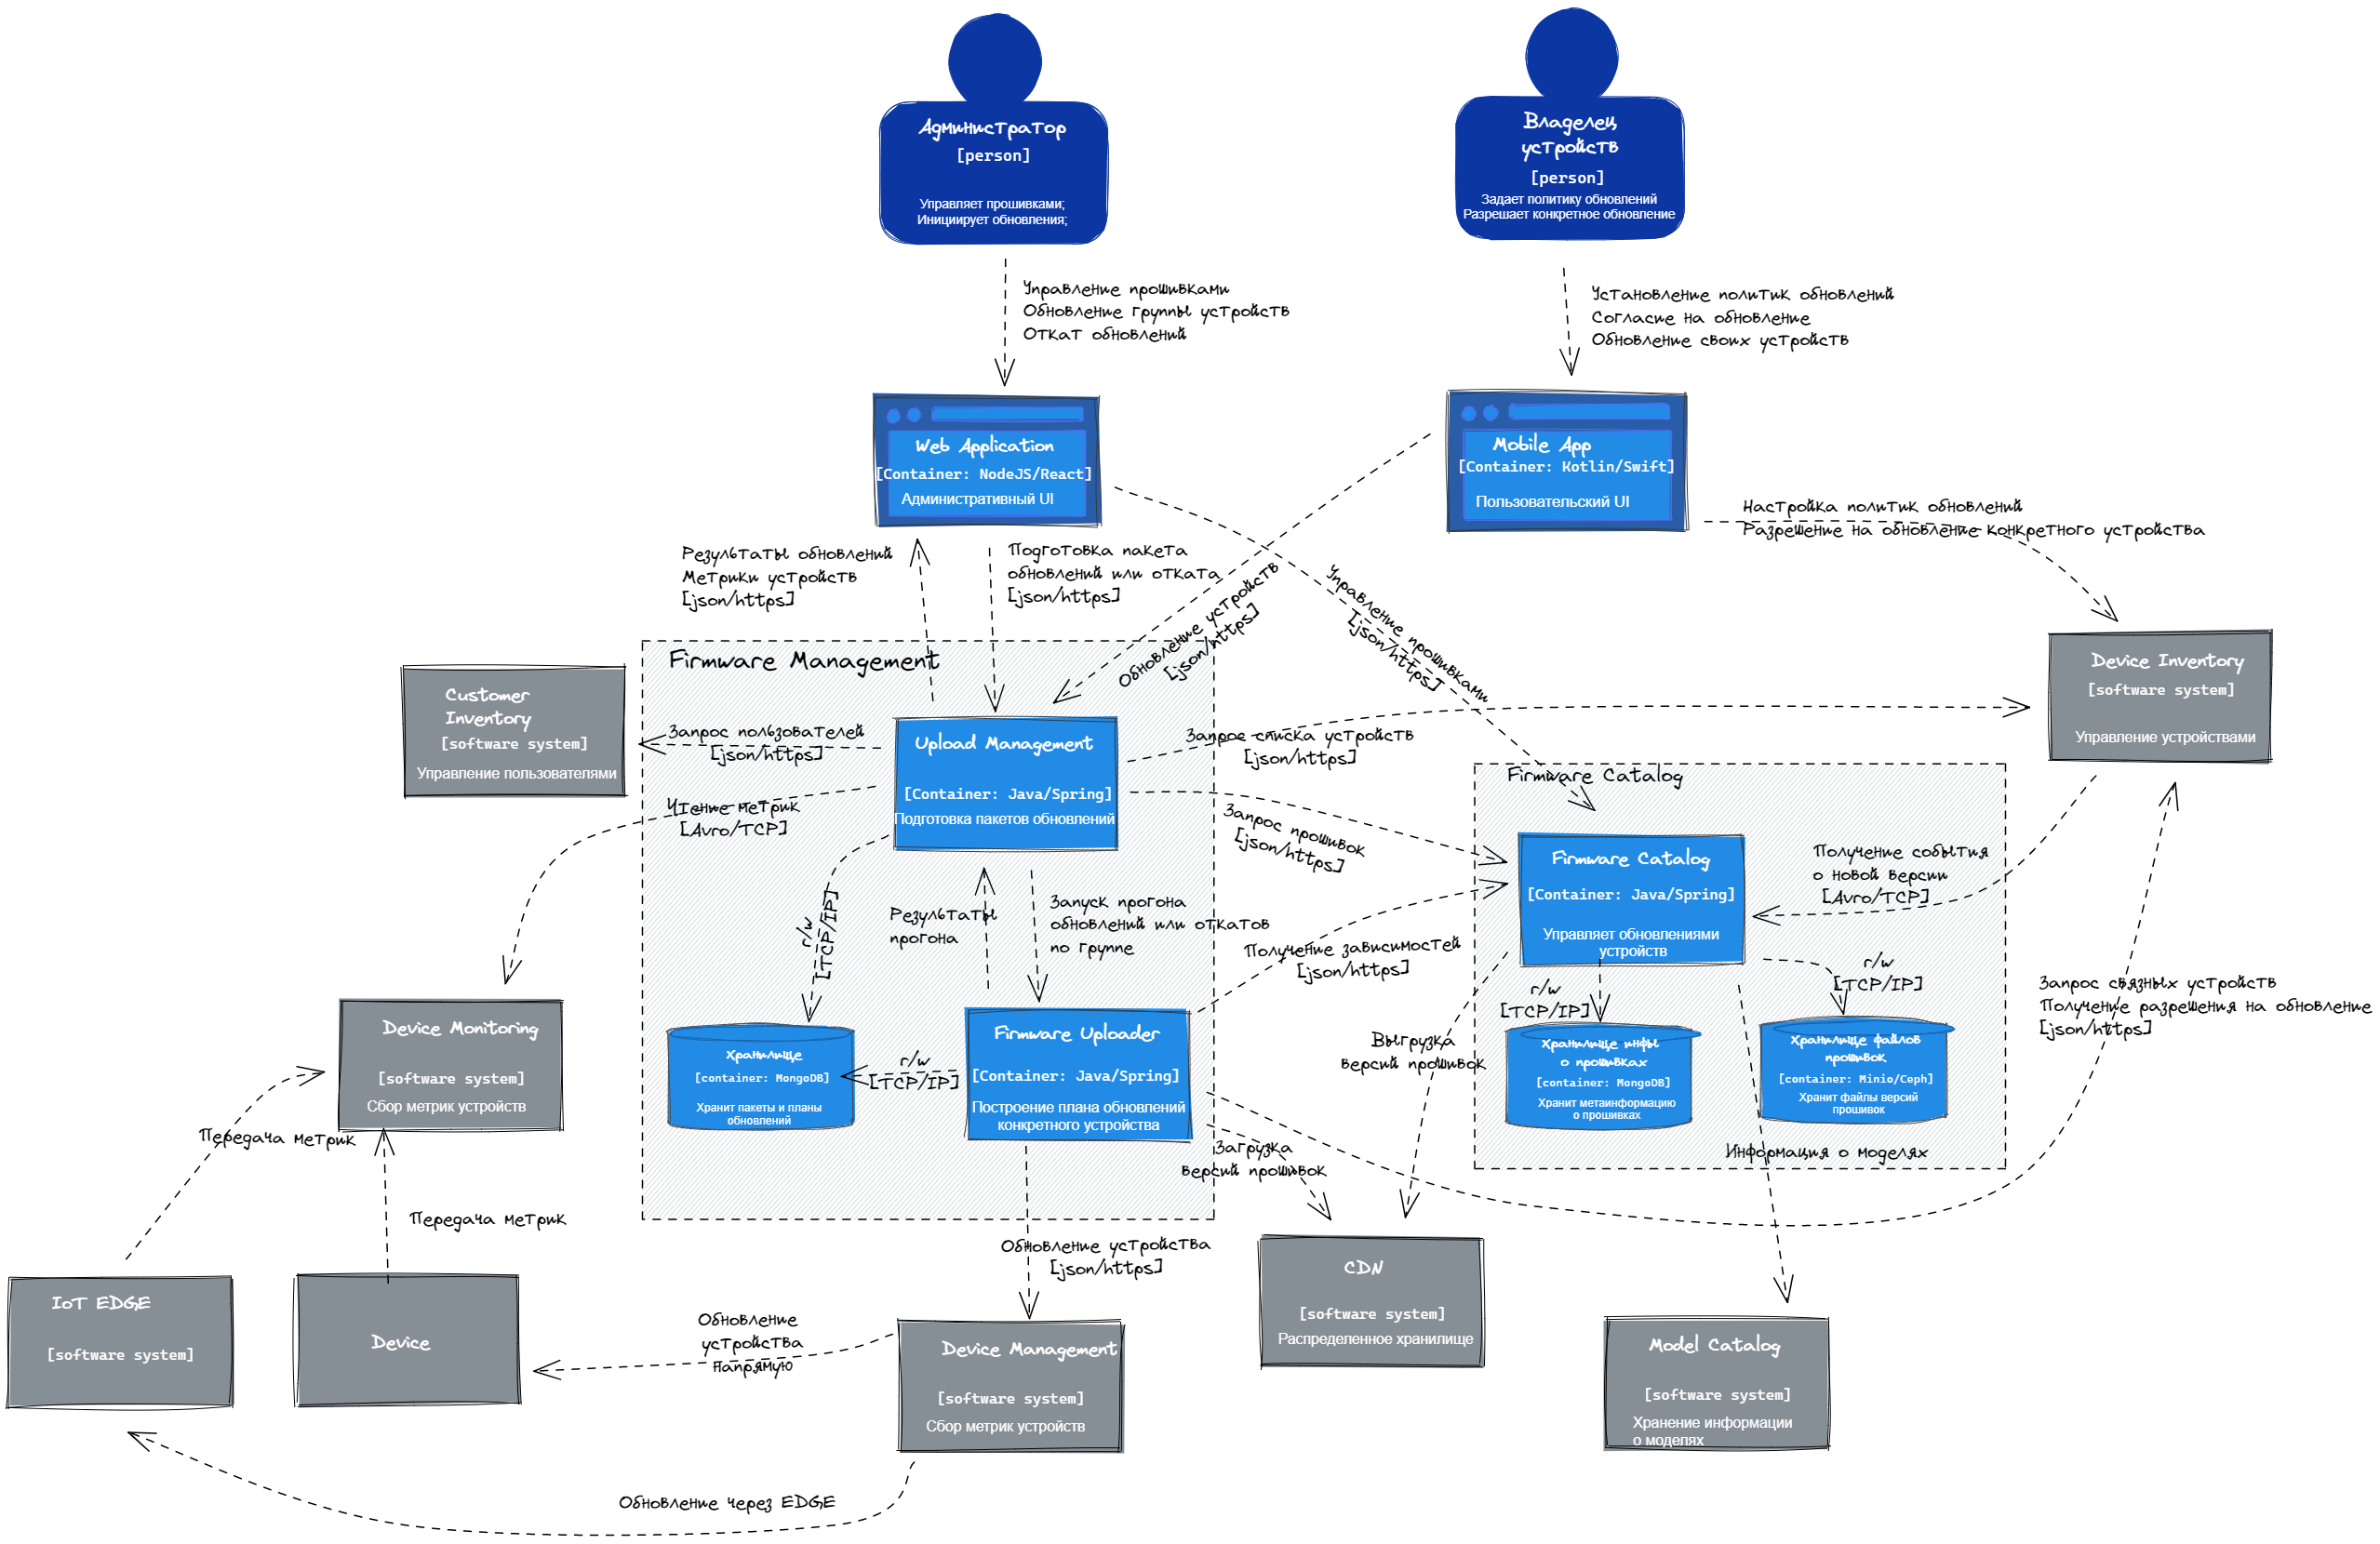 Администратор
[person]
Управляет прошивками;
Инициирует обновления;
Владелец
устройств
[person]
Задает политику обновлений
Разрешает конкретное обновление
Управление прошивками
Обновление группы устройств
Откат обновлений
Установление политик обновлений
Согласие на обновление
Обновление своих устройств
Web Application
[Container: NodeJS/React]
Административный UI
Mobile App
[Container: Kotlin/Swift]
Пользовательский UI
Настройка политик обновлений
Разрешение на обновление конкретного устройства
Результаты обновлений
Метрики устройств
[json/https]
Подготовка пакета
обновлений или отката
[json/https]
Обновление устройств
[json/https]
Управление прошивками
[json/https]
Firmware Management
Customer
Inventory
[software system]
Управление пользователями
Запрос пользователей
[json/https]
Upload Management
[Container: Java/Spring]
Подготовка пакетов обновлений
Запрос списка устройств
[json/https]
Device Inventory
[software system]
Управление устройствами
Чтение метрик
[Avro/TCP]
Запрос прошивок
[json/https]
Firmware Catalog
Firmware Catalog
[Container: Java/Spring]
Управляет обновлениями
устройств
Получение события
о новой версии
[Avro/TCP]
r/w
[TCP/IP]
Результаты
прогона
Запуск прогона
обновлений или откатов
по группе
Получение зависимостей
[json/https]
r/w
[TCP/IP]
r/w
[TCP/IP]
Запрос связных устройств
Получение разрешения на обновление
[json/https]
Device Monitoring
[software system]
Сбор метрик устройств
Хранилище
[container: MongoDB]
Хранит пакеты и планы
обновлений
r/w
[TCP/IP]
Firmware Uploader
[Container: Java/Spring]
Построение плана обновлений
конкретного устройства
Выгрузка
версий прошивок
Хранилище инфы
о прошивках
[container: MongoDB]
Хранит метаинформацию
о прошивках
Хранилище файлов
прошивок
[container: Minio/Ceph]
Хранит файлы версий
прошивок
Передача метрик
Передача метрик
Загрузка
версий прошивок
Информация о моделях
Обновление устройства
[json/https]
IoT EDGE
[software system]
Device
Обновление
устройства
напрямую
Device Management
[software system]
Сбор метрик устройств
CDN
[software system]
Распределенное хранилище
Model Catalog
[software system]
Хранение информации
о моделях
Обновление через EDGE